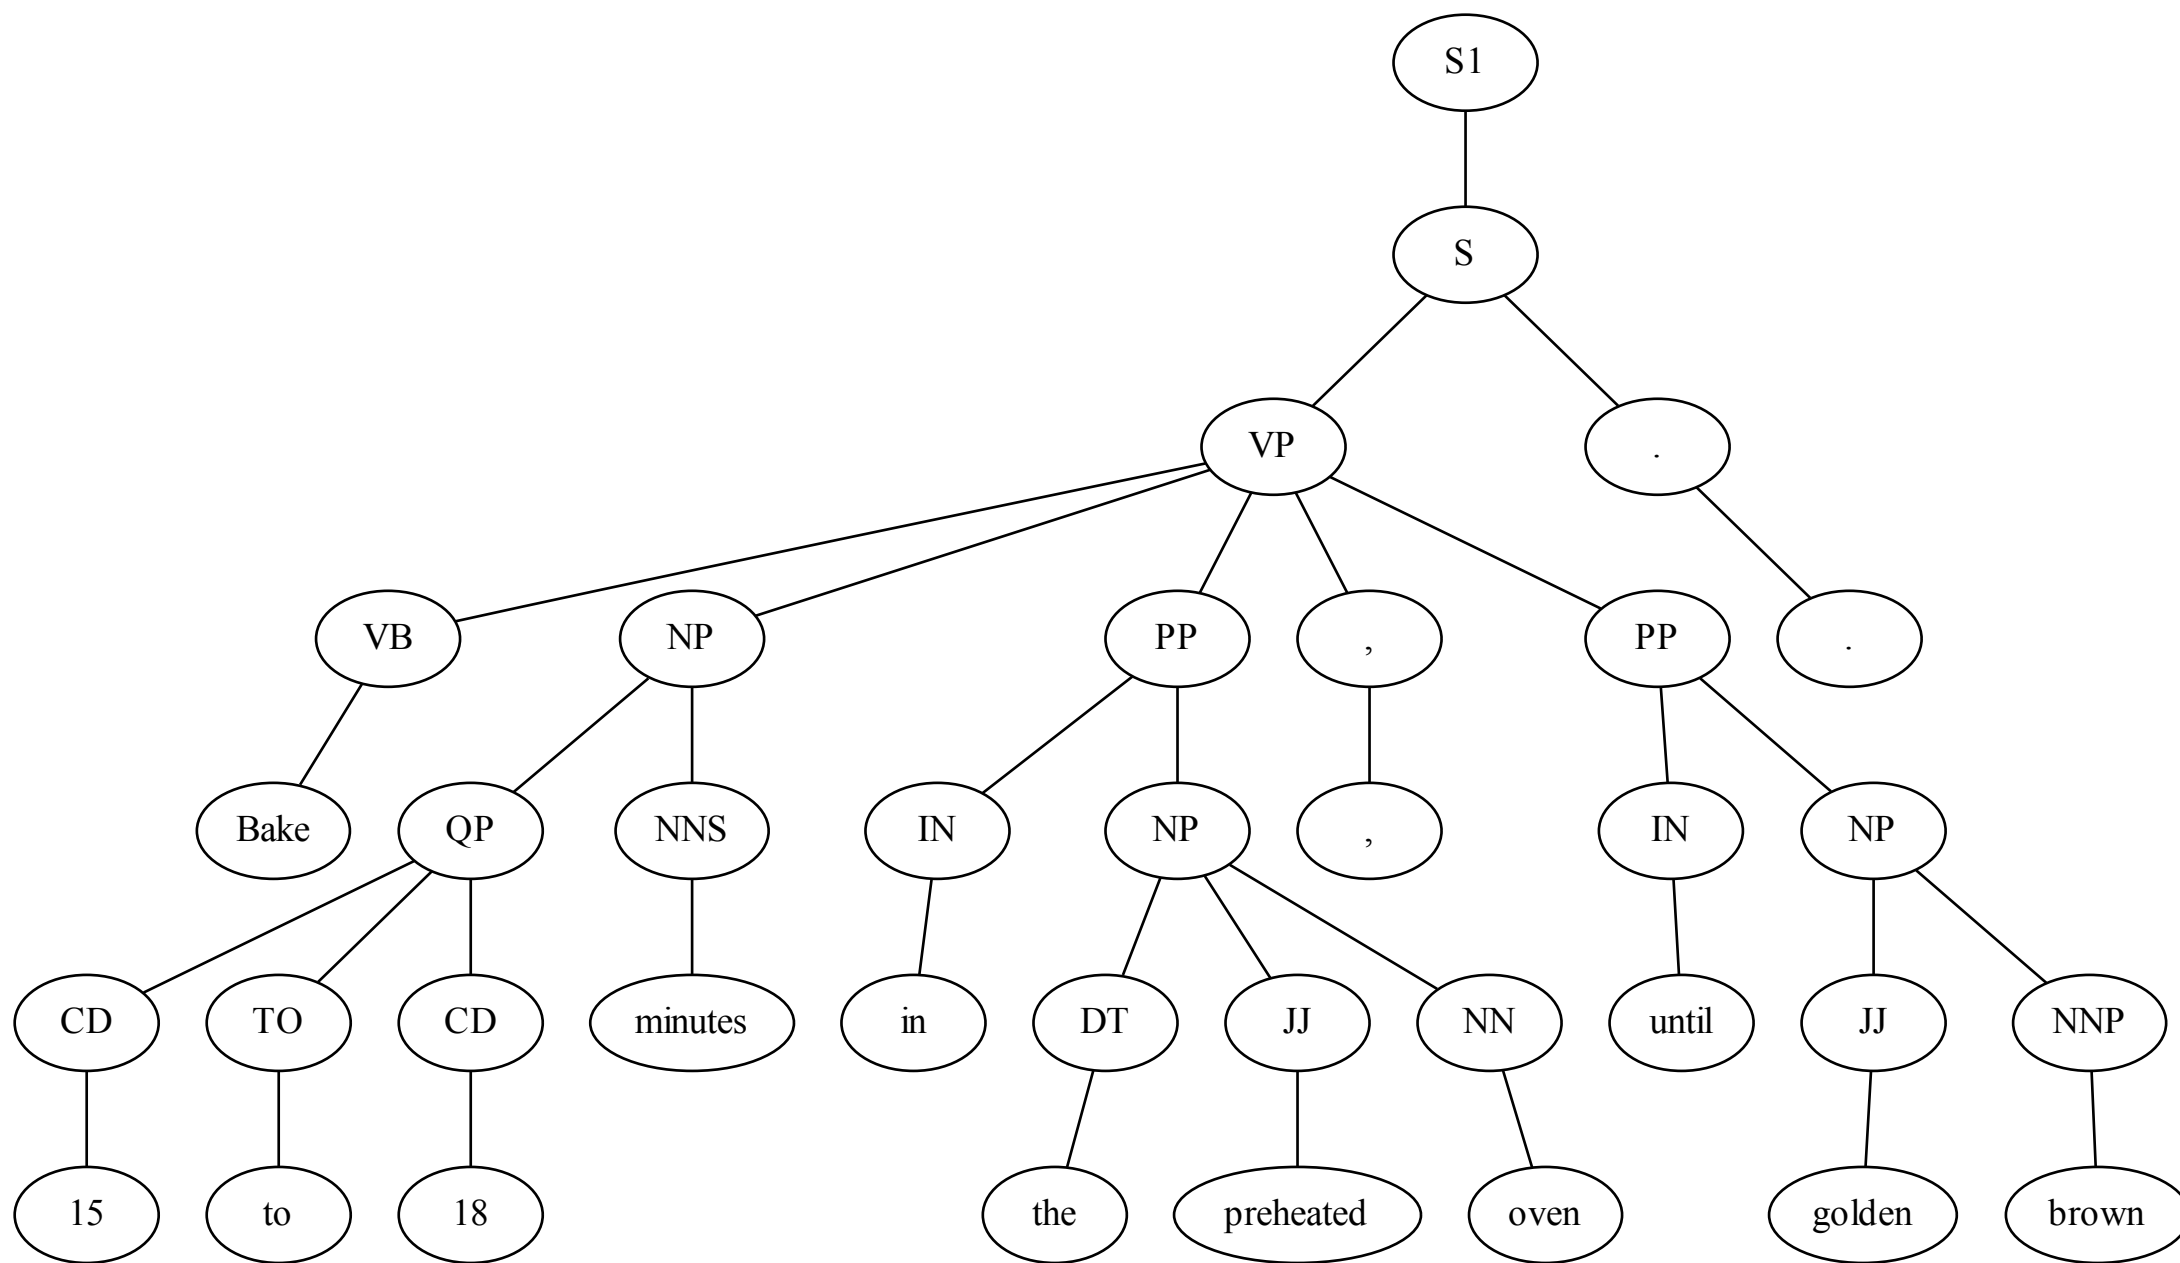 S1
S
VP .
VB NP PP , PP .
Bake QP NNS IN NP , IN NP
CD TO CD minutes in DT JJ NN until JJ NNP
15 to 18 the preheated oven golden brown